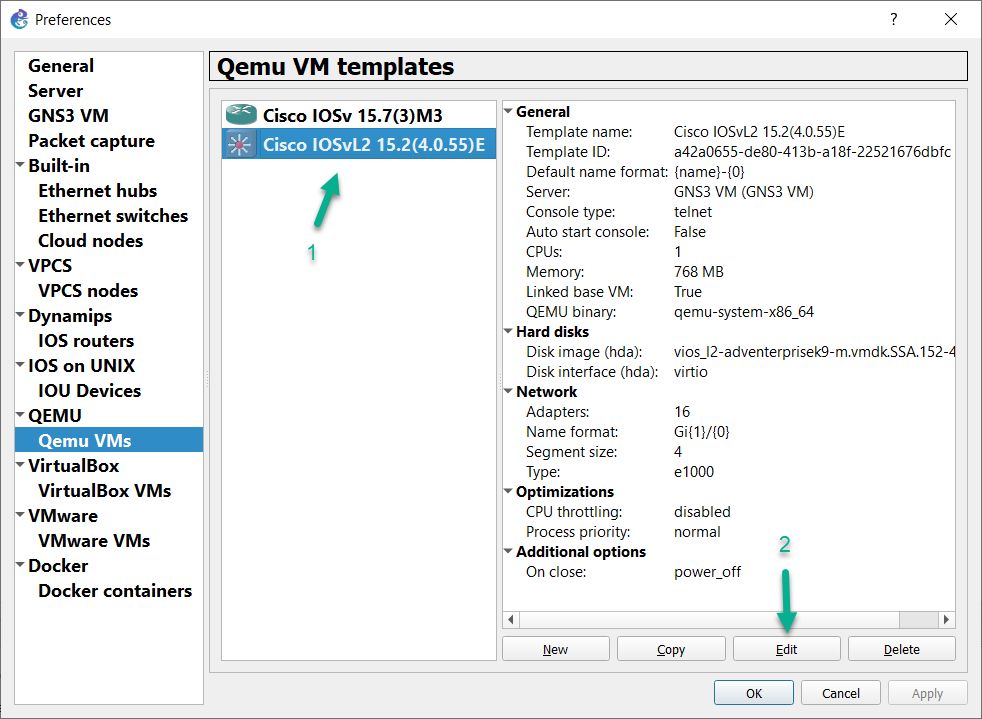 Preferences
?
General
Server
GNS3 VM
Packet capture
Built-in
Ethernet hubs
Ethernet switches
Cloud nodes
VPCS
VPCS nodes
Dynamips
IOS routers
IOS on UNIX
IOU Devices
QEMU
Qemu VMs
VirtualBox
VirtualBox VMs
VMware
VMware VMs
Docker
Docker containers
Qemu VM templates
Cisco IOSv 15.7(3)M3
Cisco IOSvL2 15.2(4.0.55)E
1
General
Template name: Cisco IOSvL2 15.2(4.0.55)E
Template ID: a42a0655-de80-413b-a18f-22521676dbfc
Default name format: {name}-{0}
Server: GNS3 VM (GNS3 VM)
Console type: telnet
Auto start console: False
CPUs: 1
Memory: 768 MB
Linked base VM: True
QEMU binary: qemu-system-x86_64
Hard disks
Disk image (hda): vios_l2-adventerprisek9-m.vmdk.SSA.152-4
Disk interface (hda): virtio
Network
Adapters: 16
Name format: Gi{1}/{0}
Segment size: 4
Type: e1000
Optimizations
CPU throttling: disabled
Process priority: normal
Additional options
On close: power_off
2
New Copy Edit Delete
OK Cancel Apply